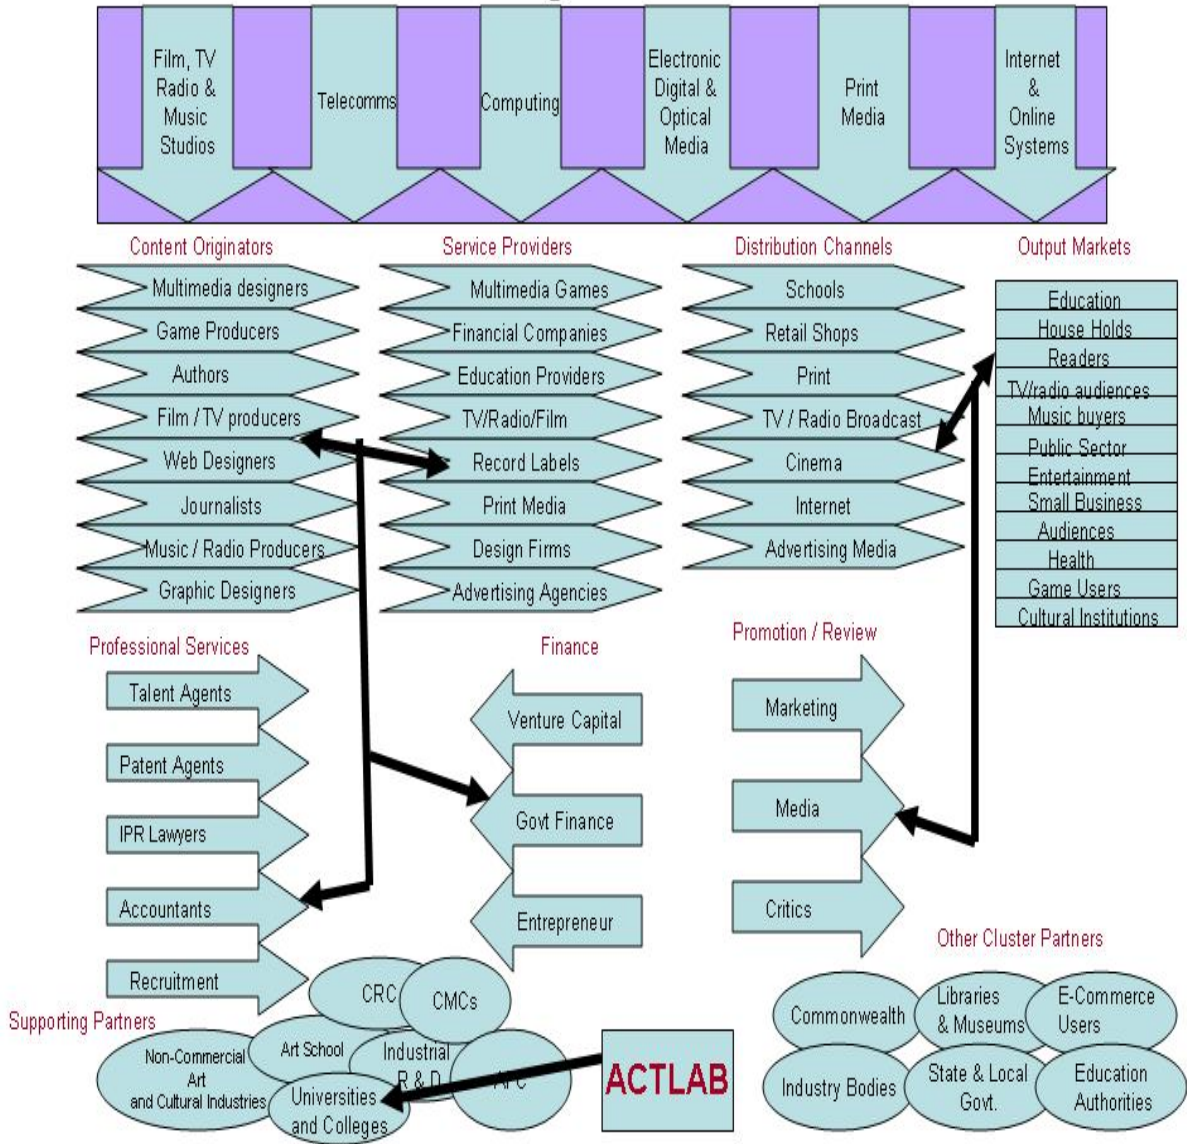 Film, TV
Radio &
Music
Studios
Telecomms
Computing
Electronic
Digital &
Optical
Media
Print
Media
Internet
&
Online
Systems
Content Originators
Multimedia designers
Game Producers
Authors
Film / TV producers
Web Designers
Journalists
Music / Radio Producers
Graphic Designers
Service Providers
Multimedia Games
Financial Companies
Education Providers
TV/Radio/Film
Record Labels
Print Media
Design Firms
Advertising Agencies
Distribution Channels
Schools
Retail Shops
Print
TV / Radio Broadcast
Cinema
Internet
Advertising Media
Output Markets
Education
House Holds
Readers
TV/radio audiences
Music buyers
Public Sector
Entertainment
Small Business
Audiences
Health
Game Users
Cultural Institutions
Professional Services
Talent Agents
Patent Agents
IPR Lawyers
Accountants
Recruitment
Finance
Venture Capital
Govt Finance
Entrepreneur
Promotion / Review
Marketing
Media
Critics
Supporting Partners
Non-Commercial
Art
and Cultural Industries
Art School
CRC
CMCs
Industrial
R & D
Universities
and Colleges
ACTLAB
Other Cluster Partners
Commonwealth
Libraries
& Museums
E-Commerce
Users
Industry Bodies
State & Local
Govt.
Education
Authorities